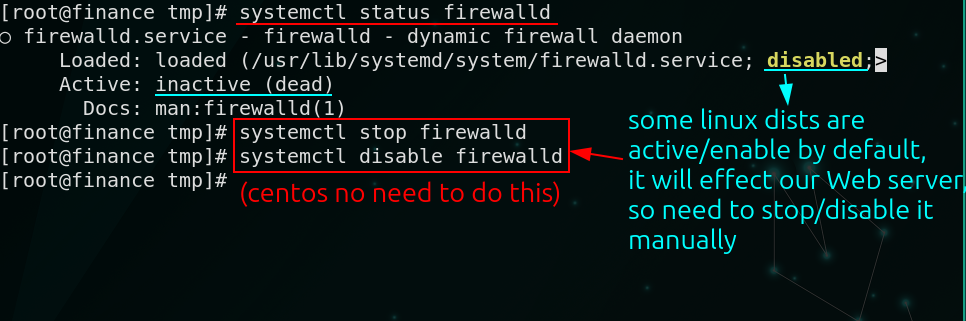 [root@finance tmp]# systemctl status firewalld
○ firewalld.service - firewalld - dynamic firewall daemon
Loaded: loaded (/usr/lib/systemd/system/firewalld.service; disabled;>
Active: inactive (dead)
Docs: man:firewalld(1)
[root@finance tmp]# systemctl stop firewalld
[root@finance tmp]# systemctl disable firewalld
[root@finance tmp]#
(centos no need to do this)
some linux dists are
active/enable by default,
it will effect our Web server,
so need to stop/disable it
manually